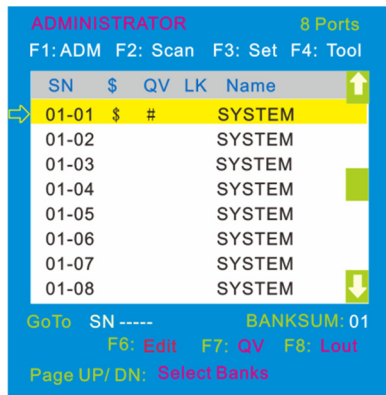 ADMINISTRATOR 8 Ports
F1: ADM F2: Scan F3: Set F4: Tool
SN $ QV LK Name
01-01 $ # SYSTEM
01-02 SYSTEM
01-03 SYSTEM
01-04 SYSTEM
01-05 SYSTEM
01-06 SYSTEM
01-07 SYSTEM
01-08 SYSTEM
GoTo SN ----- BANKSUM: 01
F6: Edit F7: QV F8: Lout
Page UP/ DN: Select Banks